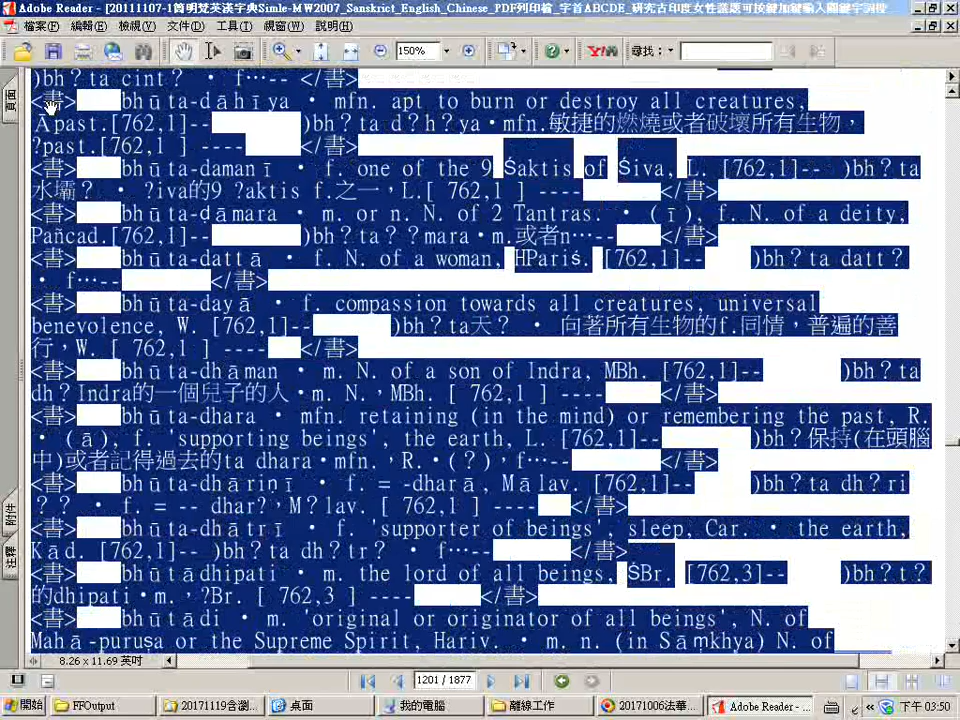 Adobe Reader - [20111107-1簡明梵英漢字典Simle-MW2007_Sanskrict_English_Chinese_PDF列印檔_字首ABCDE_研究古印度女性議題可按鍵輸入關鍵字詞搜
檔案(F) 編輯(E) 檢視(V) 文件(D) 工具(T) 視窗(W) 說明(H)
150% Y! 尋找：
頁面
附件
注釋
)bh？ta cint？ ‧ f…-- </書>
<書> bhūta-dāhīya ‧ mfn. apt to burn or destroy all creatures,
Āpast.[762,1]-- )bh？ta d？h？ya‧mfn.敏捷的燃燒或者破壞所有生物，
?past.[762,1 ] ---- </書>
<書> bhūta-damanī ‧ f. one of the 9 Śaktis of Śiva, L. [762,1]-- )bh？ta
水壩？ ‧ ?iva的9 ?aktis f.之一，L.[ 762,1 ] ---- </書>
<書> bhūta-ḍāmara ‧ m. or n. N. of 2 Tantras. ‧ (ī), f. N. of a deity,
Pañcad.[762,1]-- )bh？ta？？mara‧m.或者n…-- </書>
<書> bhūta-dattā ‧ f. N. of a woman, HPariś. [762,1]-- )bh？ta datt？
‧ f…-- </書>
<書> bhūta-dayā ‧ f. compassion towards all creatures, universal
benevolence, W. [762,1]-- )bh？ta天？ ‧ 向著所有生物的f.同情，普遍的善
行，W. [ 762,1 ] ---- </書>
<書> bhūta-dhaman ‧ m. N. of a son of Indra, MBh. [762,1]-- )bh？ta
dh？Indra的一個兒子的人‧m. N.，MBh. [ 762,1 ] ---- </書>
<書> bhūta-dhara ‧ mfn. retaining (in the mind) or remembering the past, R.
‧ (ā), f. 'supporting beings', the earth, L. [762,1]-- )bh？保持(在頭腦
中)或者記得過去的ta dhara‧mfn.，R.‧(？)，f…-- </書>
<書> bhūta-dhāriṇī ‧ f. = -dharā, Mālav. [762,1]-- )bh？ta dh？ri
？？ ‧ f. = -- dhar?，M？lav. [ 762,1 ] ---- </書>
<書> bhūta-dhātrī ‧ f. 'supporter of beings', sleep, Car. ‧ the earth,
Kād. [762,1]-- )bh？ta dh？tr？ ‧ f…-- </書>
<書> bhūtādhipati ‧ m. the lord of all beings, ŚBr. [762,3]-- )bh？t？
的dhipati‧m.，?Br. [ 762,3 ] ---- </書>
<書> bhūtādi ‧ m. 'original or originator of all beings', N. of
Mahā-puruṣa or the Supreme Spirit, Hariv. ‧ m. n. (in Sāṃkhya) N. of
8.26 x 11.69 英吋
1201 / 1877
開始 FFOutput 20171119含瀏... 桌面 我的電腦 離線工作 20171006法華... Adobe Reader - [... 下午 03:50